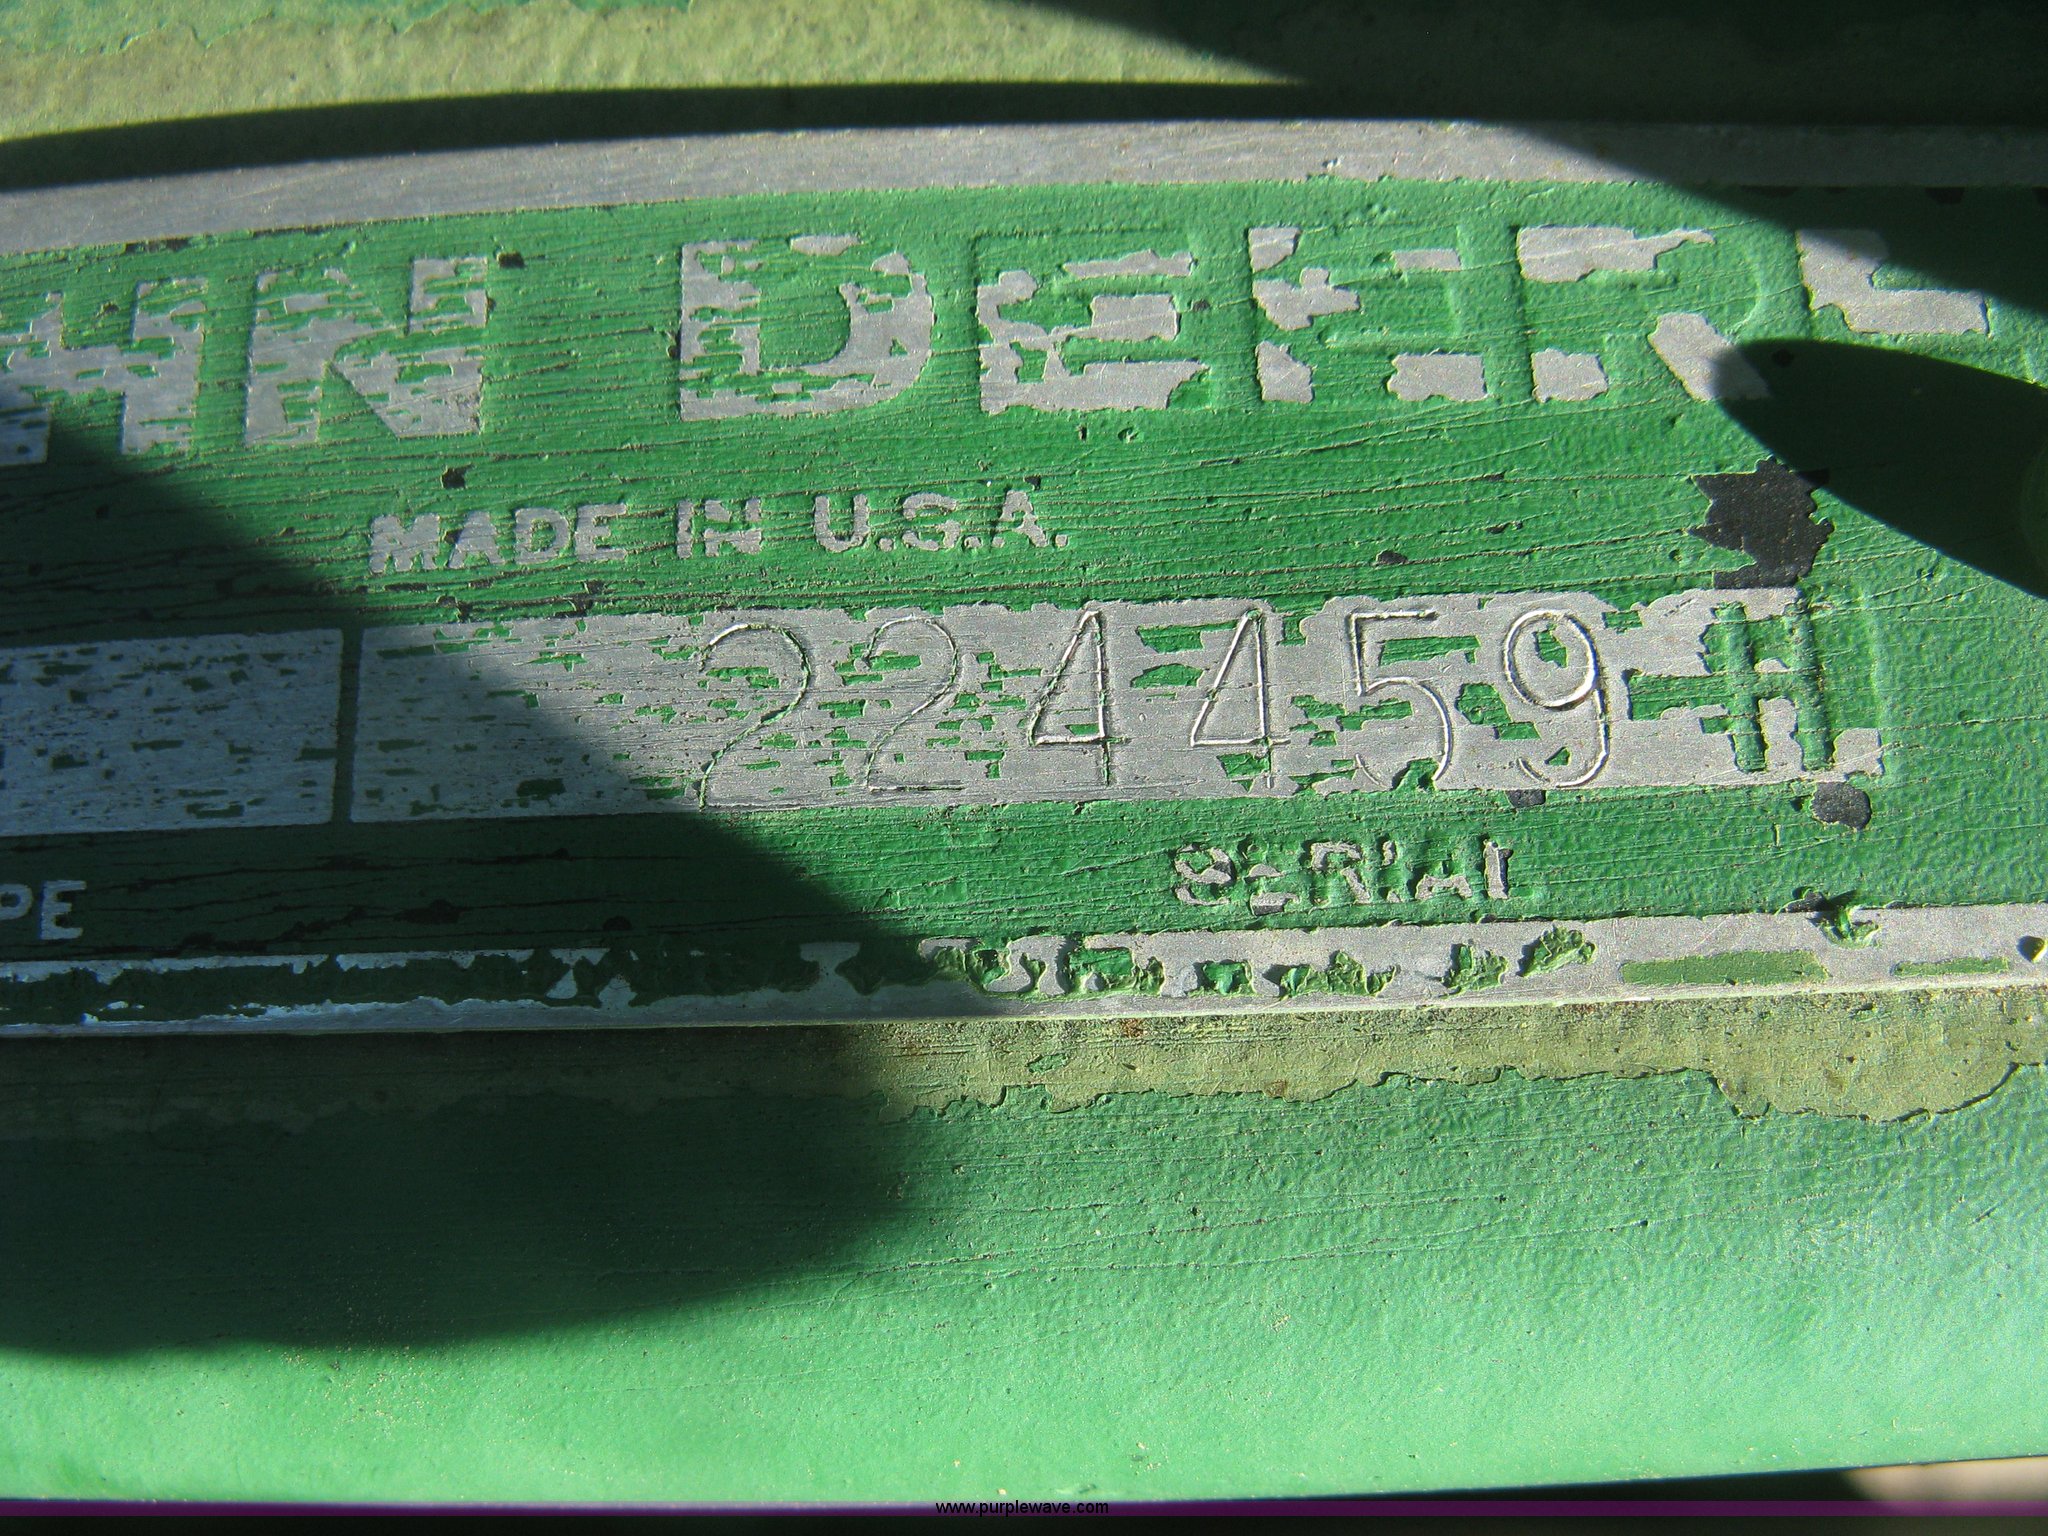 HN DEERE
MADE IN U.S.A.
224459 H
PE
SERIAL
www.purplewave.com